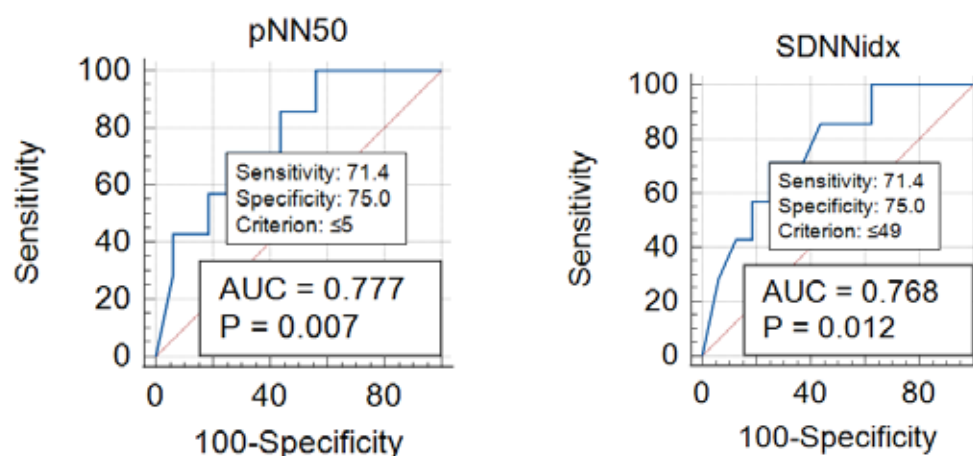 pNN50
100
80
60
40
20
0
Sensitivity
Sensitivity: 71.4
Specificity: 75.0
Criterion: ≤5
AUC = 0.777
P = 0.007
0 40 80
100-Specificity
SDNNidx
100
80
60
40
20
0
Sensitivity
Sensitivity: 71.4
Specificity: 75.0
Criterion: ≤49
AUC = 0.768
P = 0.012
0 40 80
100-Specificity